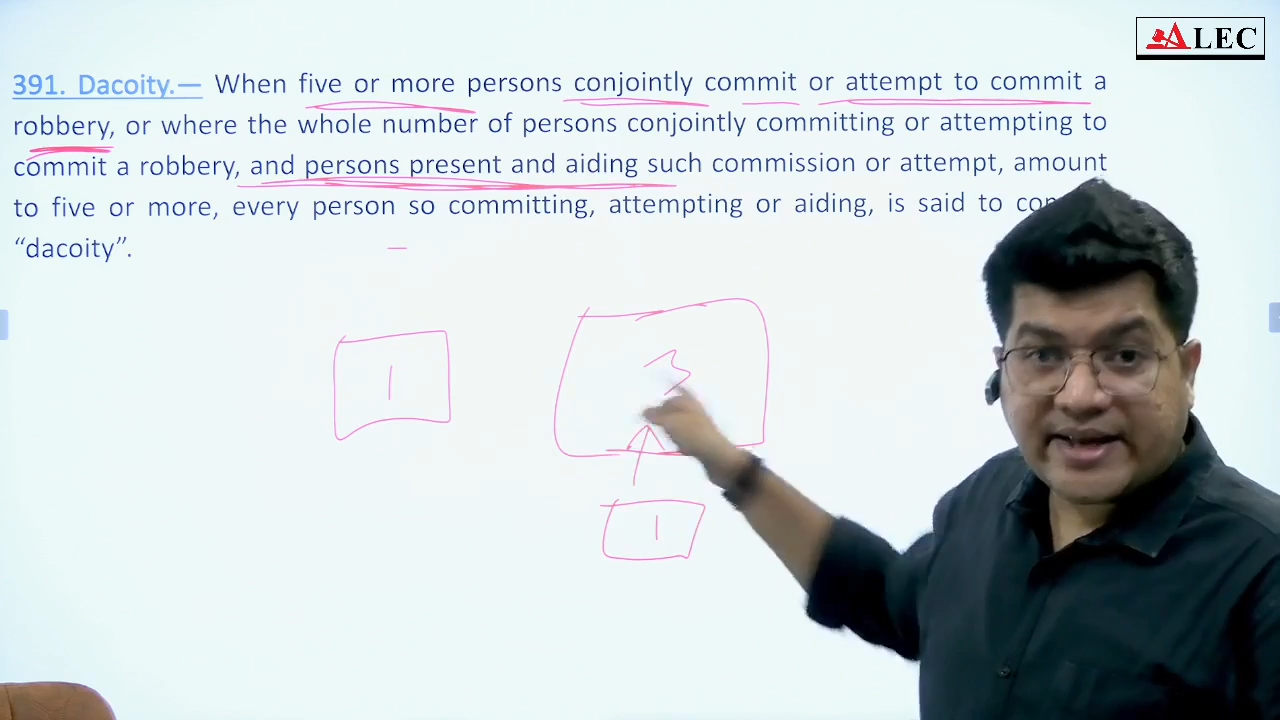 ALEC
391. Dacoity.— When five or more persons conjointly commit or attempt to commit a
robbery, or where the whole number of persons conjointly committing or attempting to
commit a robbery, and persons present and aiding such commission or attempt, amount
to five or more, every person so committing, attempting or aiding, is said to
“dacoity”.
1
3
1